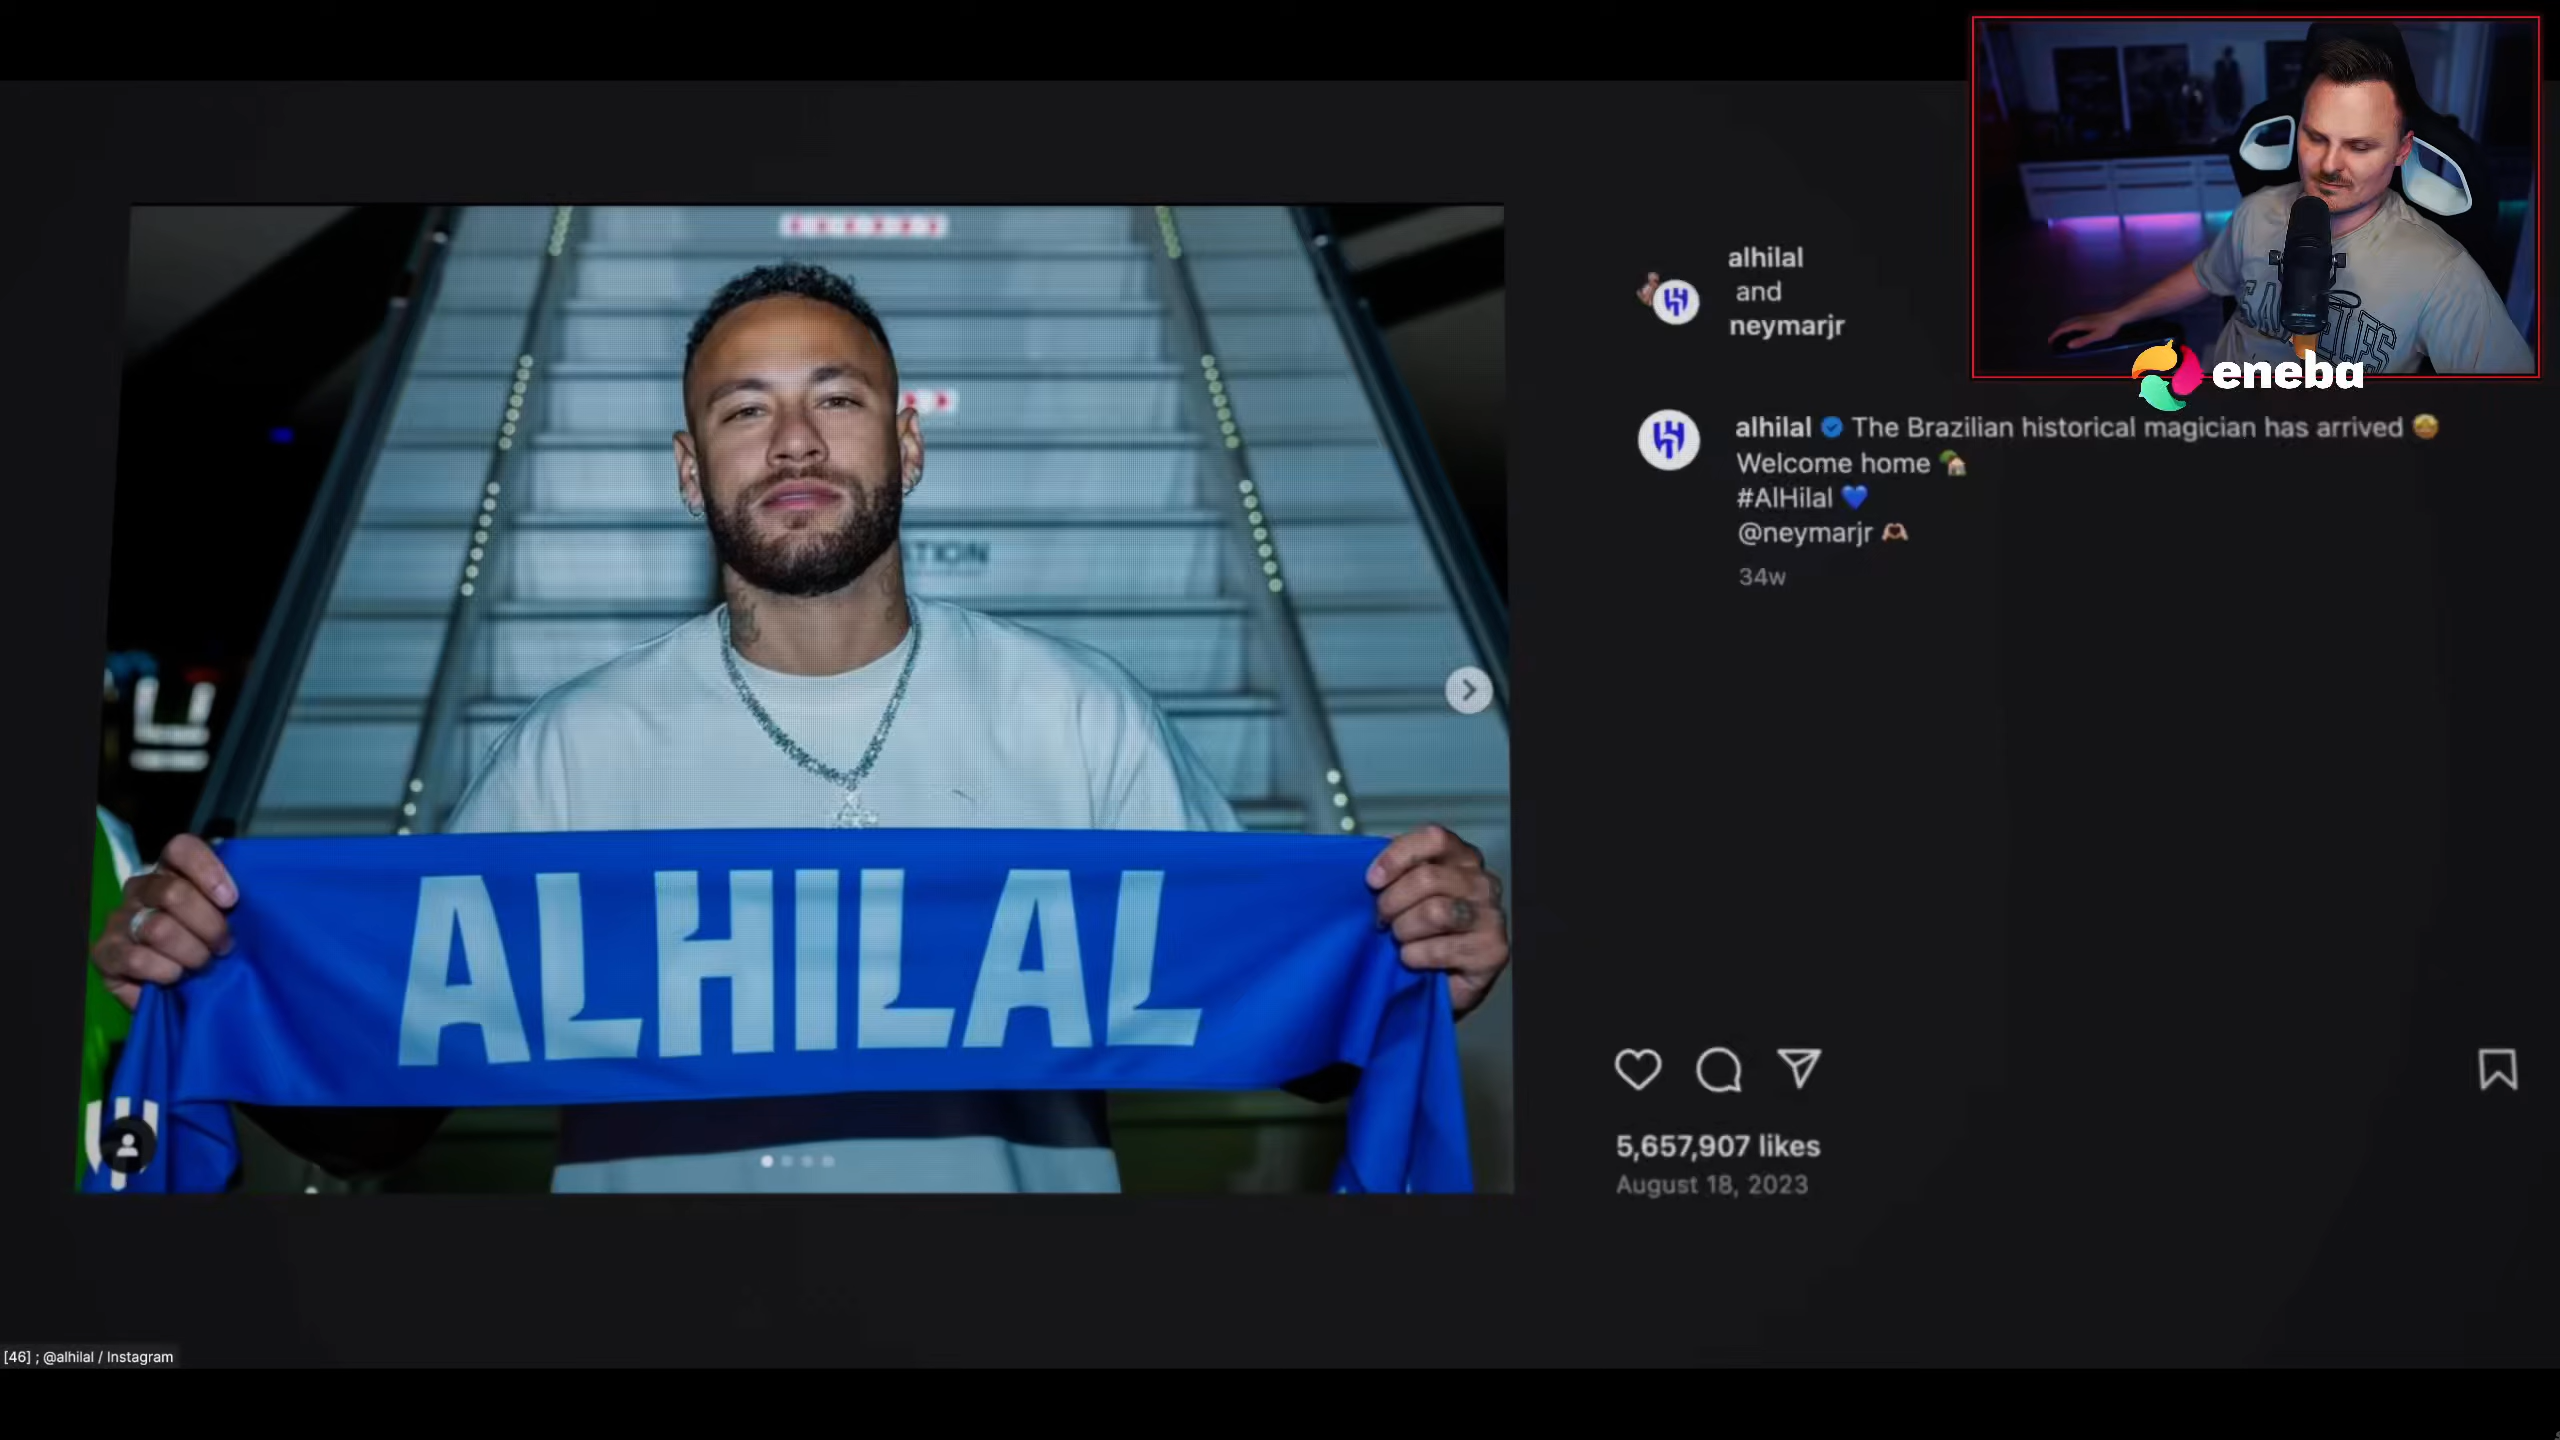 alhilal
and
neymarjr
eneba
alhilal The Brazilian historical magician has arrived 🤩
Welcome home 🏡
#AlHilal 💙
@neymarjr 🫶🏽
34w
ALHILAL
5,657,907 likes
August 18, 2023
[46] ; @alhilal / Instagram